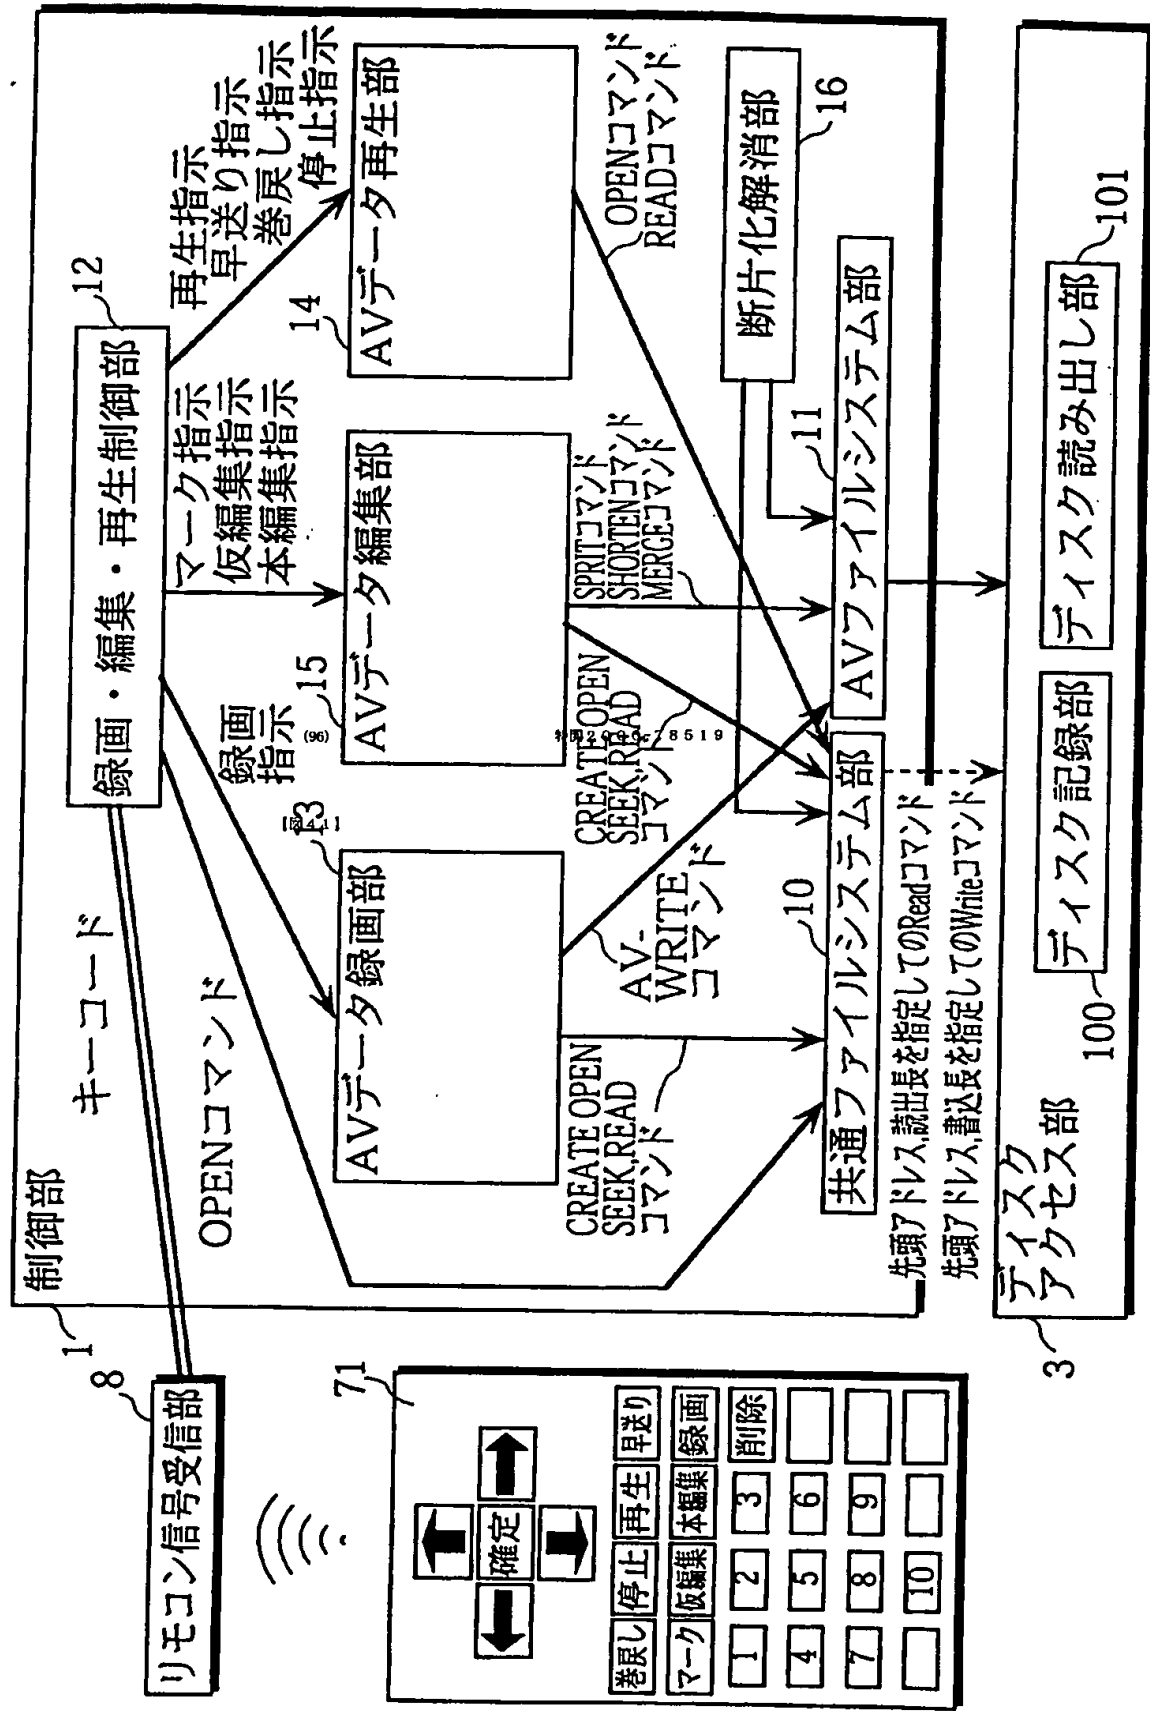 制御部
1
キーコード
OPENコマンド
録画・編集・再生制御部
12
録画
指示
マーク指示
仮編集指示
本編集指示
再生指示
早送り指示
巻戻し指示
停止指示
13
AVデータ録画部
15
AVデータ編集部
14
AVデータ再生部
(96)
【図41】
CREATE OPEN
SEEK,READ
コマンド
AV-
WRITE
コマンド
CREATE OPEN
SEEK,READ
コマンド
SPRITコマンド
SHORTENコマンド
MERGEコマンド
OPENコマンド
READコマンド
断片化解消部
16
10
共通ファイルシステム部
11
AVファイルシステム部
先頭アドレス,読出長を指定してのReadコマンド
先頭アドレス,書込長を指定してのWriteコマンド
ディスク
アクセス部
3
100
ディスク記録部
ディスク読み出し部
101
8
リモコン信号受信部
71
確定
巻戻し 停止 再生 早送り
マーク 仮編集 本編集 録画
1 2 3 削除
4 5 6
7 8 9
10